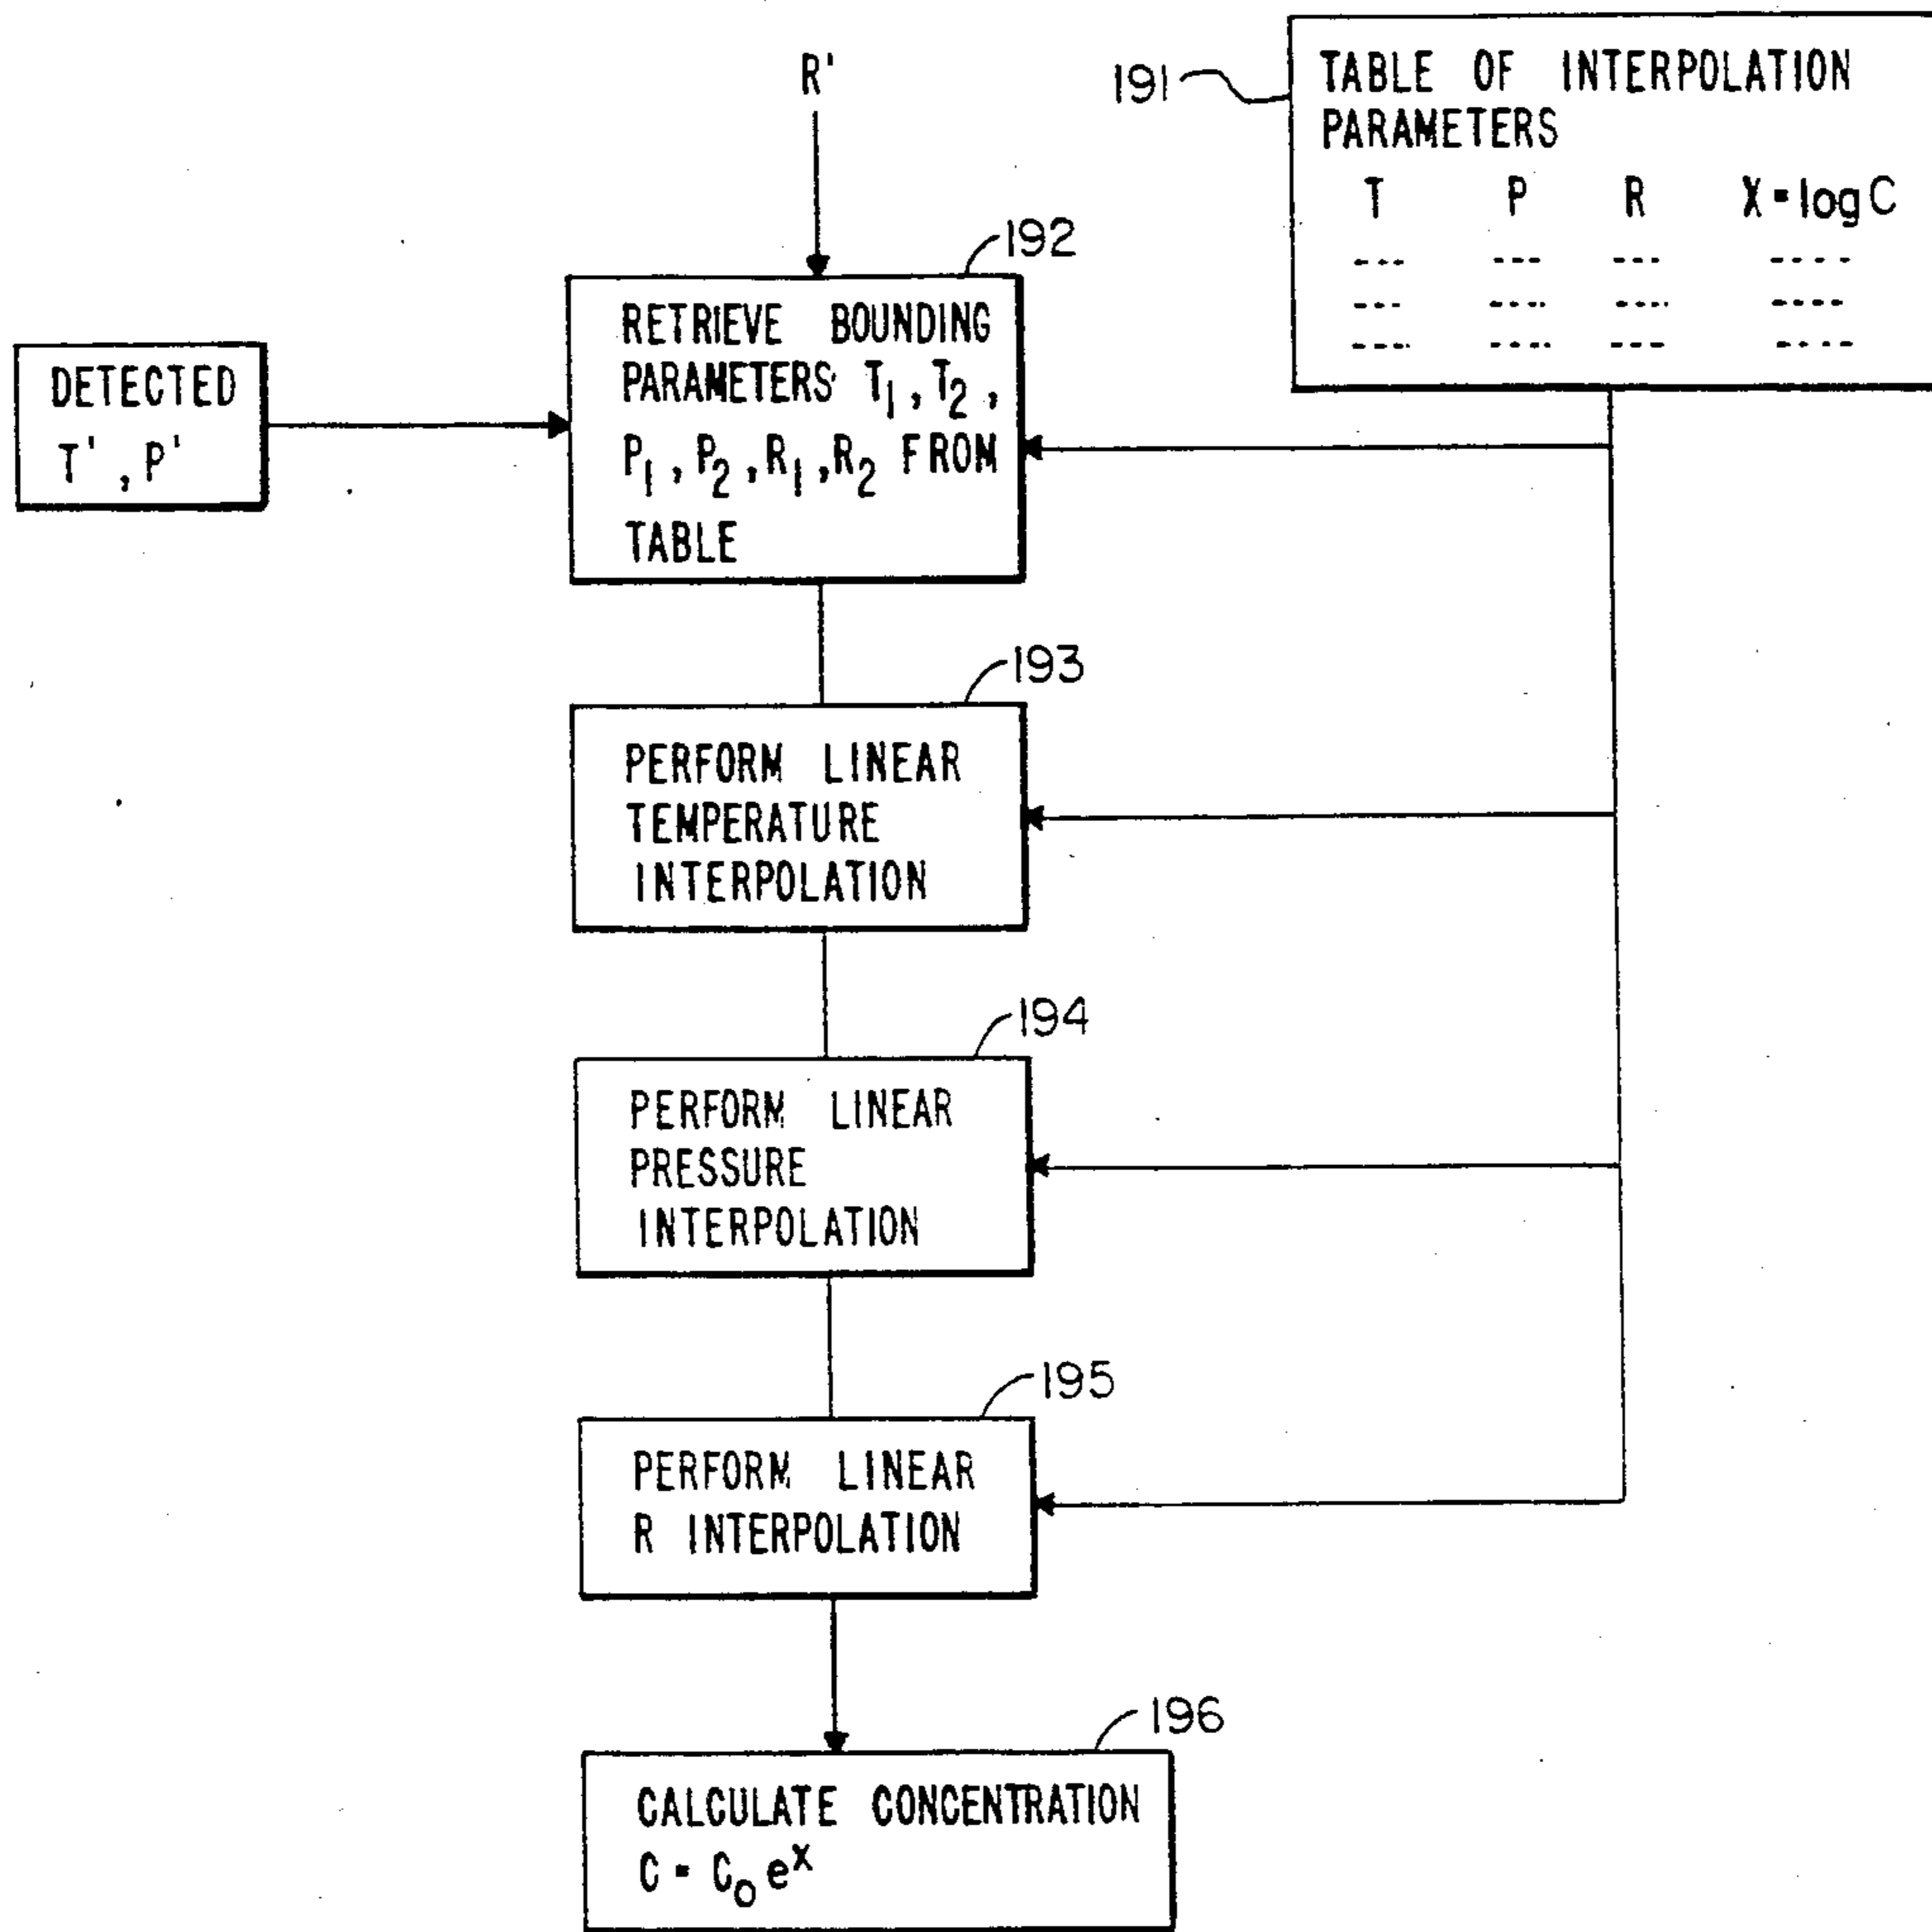 R'
191
TABLE OF INTERPOLATION
PARAMETERS
T P R X = log C
--- --- --- ----
--- ---- ---- ----
---- ---- --- ----
192
RETRIEVE BOUNDING
PARAMETERS T₁, T₂,
P₁, P₂, R₁, R₂ FROM
TABLE
DETECTED
T', P'
193
PERFORM LINEAR
TEMPERATURE
INTERPOLATION
194
PERFORM LINEAR
PRESSURE
INTERPOLATION
195
PERFORM LINEAR
R INTERPOLATION
196
CALCULATE CONCENTRATION
C = C₀ eˣ